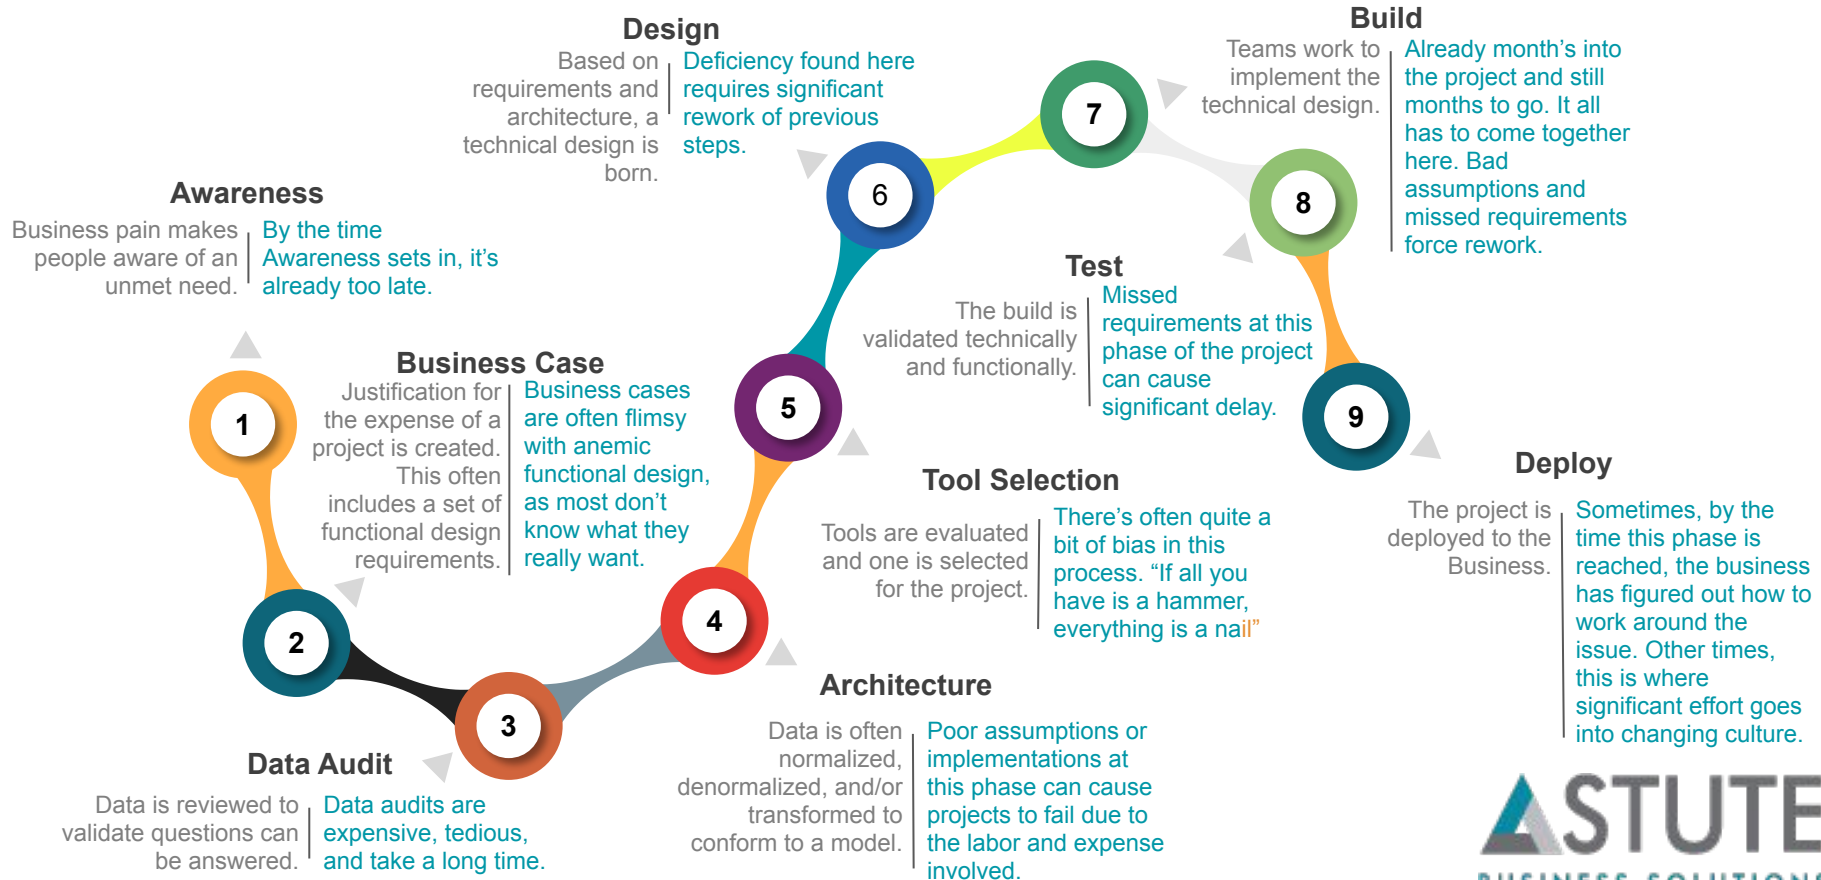 Awareness
Business pain makes
people aware of an
unmet need.
By the time
Awareness sets in, it's
already too late.
1
Business Case
Justification for
the expense of a
project is created.
This often
includes a set of
functional design
requirements.
Business cases
are often flimsy
with anemic
functional design,
as most don't
know what they
really want.
2
Data Audit
Data is reviewed to
validate questions can
be answered.
Data audits are
expensive, tedious,
and take a long time.
3
Architecture
Data is often
normalized,
denormalized, and/or
transformed to
conform to a model.
Poor assumptions or
implementations at
this phase can cause
projects to fail due to
the labor and expense
involved.
4
Tool Selection
Tools are evaluated
and one is selected
for the project.
There's often quite a
bit of bias in this
process. “If all you
have is a hammer,
everything is a nail”
5
Design
Based on
requirements and
architecture, a
technical design is
born.
Deficiency found here
requires significant
rework of previous
steps.
6
Build
Teams work to
implement the
technical design.
Already month's into
the project and still
months to go. It all
has to come together
here. Bad
assumptions and
missed requirements
force rework.
7
Test
The build is
validated technically
and functionally.
Missed
requirements at this
phase of the project
can cause
significant delay.
8
Deploy
The project is
deployed to the
Business.
Sometimes, by the
time this phase is
reached, the business
has figured out how to
work around the
issue. Other times,
this is where
significant effort goes
into changing culture.
9
ASTUTE
BUSINESS SOLUTIONS